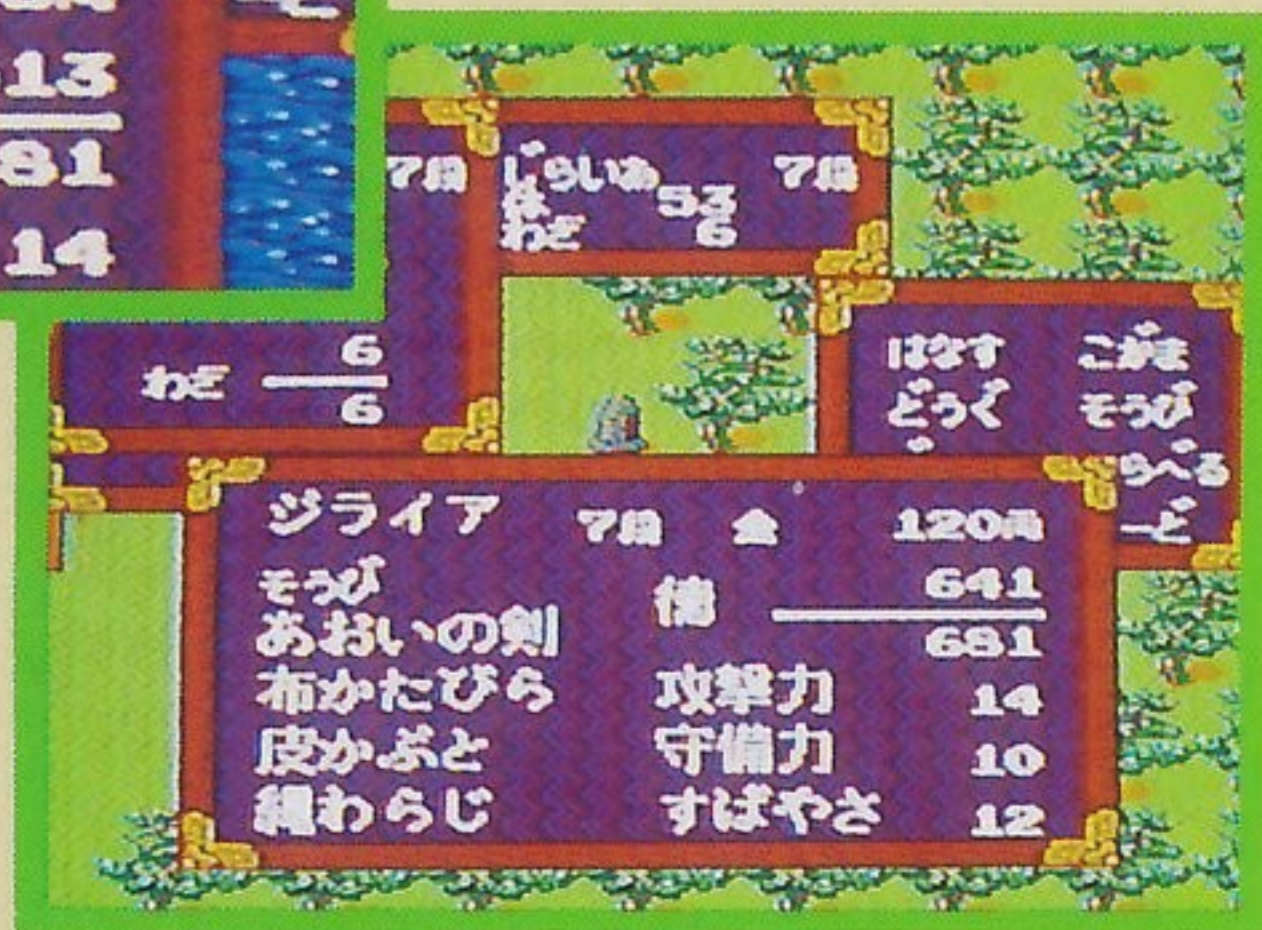 13
81
14
7段
わざ 6
6
じらいあ 7段
体 53
わざ 6
はなす こがま
どうぐ そうび
らべる
ーど
ジライア 7段 金 120両
そうび
あおいの剣
布かたびら
皮かぶと
縄わらじ
徳 641
681
攻撃力 14
守備力 10
すばやさ 12